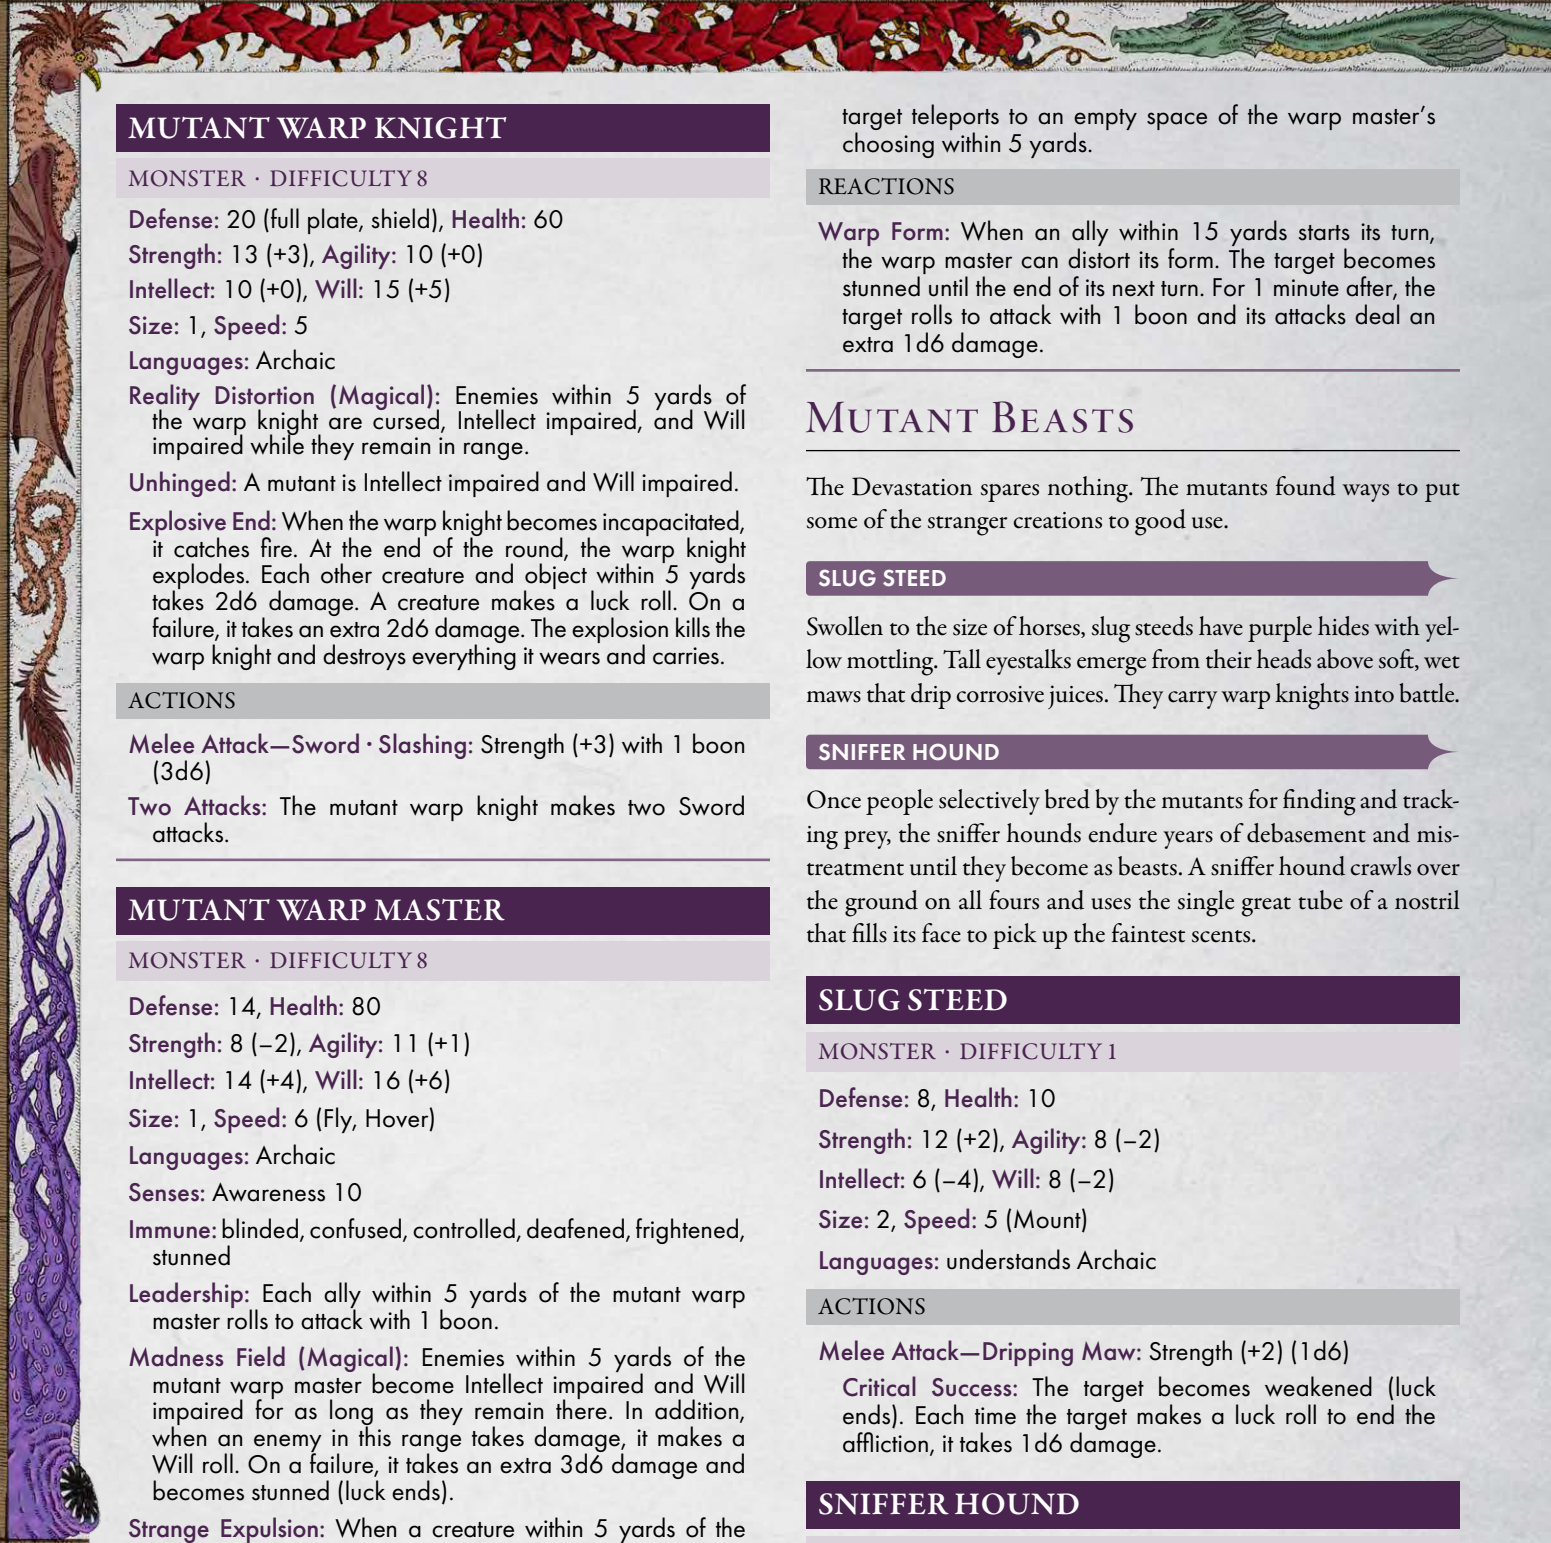 MUTANT WARP KNIGHT
MONSTER · DIFFICULTY 8
Defense: 20 (full plate, shield), Health: 60
Strength: 13 (+3), Agility: 10 (+0)
Intellect: 10 (+0), Will: 15 (+5)
Size: 1, Speed: 5
Languages: Archaic
Reality Distortion (Magical): Enemies within 5 yards of
the warp knight are cursed, Intellect impaired, and Will
impaired while they remain in range.
Unhinged: A mutant is Intellect impaired and Will impaired.
Explosive End: When the warp knight becomes incapacitated,
it catches fire. At the end of the round, the warp knight
explodes. Each other creature and object within 5 yards
takes 2d6 damage. A creature makes a luck roll. On a
failure, it takes an extra 2d6 damage. The explosion kills the
warp knight and destroys everything it wears and carries.
ACTIONS
Melee Attack—Sword · Slashing: Strength (+3) with 1 boon
(3d6)
Two Attacks: The mutant warp knight makes two Sword
attacks.
MUTANT WARP MASTER
MONSTER · DIFFICULTY 8
Defense: 14, Health: 80
Strength: 8 (–2), Agility: 11 (+1)
Intellect: 14 (+4), Will: 16 (+6)
Size: 1, Speed: 6 (Fly, Hover)
Languages: Archaic
Senses: Awareness 10
Immune: blinded, confused, controlled, deafened, frightened,
stunned
Leadership: Each ally within 5 yards of the mutant warp
master rolls to attack with 1 boon.
Madness Field (Magical): Enemies within 5 yards of the
mutant warp master become Intellect impaired and Will
impaired for as long as they remain there. In addition,
when an enemy in this range takes damage, it makes a
Will roll. On a failure, it takes an extra 3d6 damage and
becomes stunned (luck ends).
Strange Expulsion: When a creature within 5 yards of the
target teleports to an empty space of the warp master's
choosing within 5 yards.
REACTIONS
Warp Form: When an ally within 15 yards starts its turn,
the warp master can distort its form. The target becomes
stunned until the end of its next turn. For 1 minute after, the
target rolls to attack with 1 boon and its attacks deal an
extra 1d6 damage.
MUTANT BEASTS
The Devastation spares nothing. The mutants found ways to put
some of the stranger creations to good use.
SLUG STEED
Swollen to the size of horses, slug steeds have purple hides with yel-
low mottling. Tall eyestalks emerge from their heads above soft, wet
maws that drip corrosive juices. They carry warp knights into battle.
SNIFFER HOUND
Once people selectively bred by the mutants for finding and track-
ing prey, the sniffer hounds endure years of debasement and mis-
treatment until they become as beasts. A sniffer hound crawls over
the ground on all fours and uses the single great tube of a nostril
that fills its face to pick up the faintest scents.
SLUG STEED
MONSTER · DIFFICULTY 1
Defense: 8, Health: 10
Strength: 12 (+2), Agility: 8 (–2)
Intellect: 6 (–4), Will: 8 (–2)
Size: 2, Speed: 5 (Mount)
Languages: understands Archaic
ACTIONS
Melee Attack—Dripping Maw: Strength (+2) (1d6)
Critical Success: The target becomes weakened (luck
ends). Each time the target makes a luck roll to end the
affliction, it takes 1d6 damage.
SNIFFER HOUND